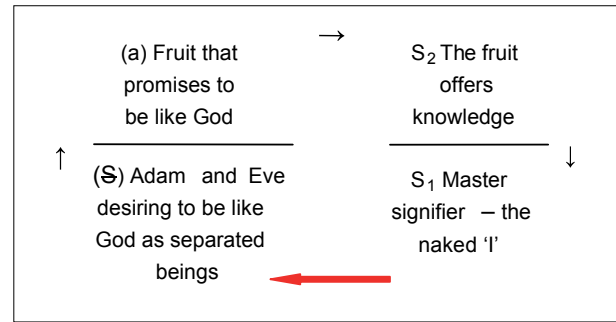 (a) Fruit that
promises to
be like God
→
S₂ The fruit
offers
knowledge
↑
(S̶) Adam and Eve
desiring to be like
God as separated
beings
S₁ Master
signifier – the
naked 'I'
↓